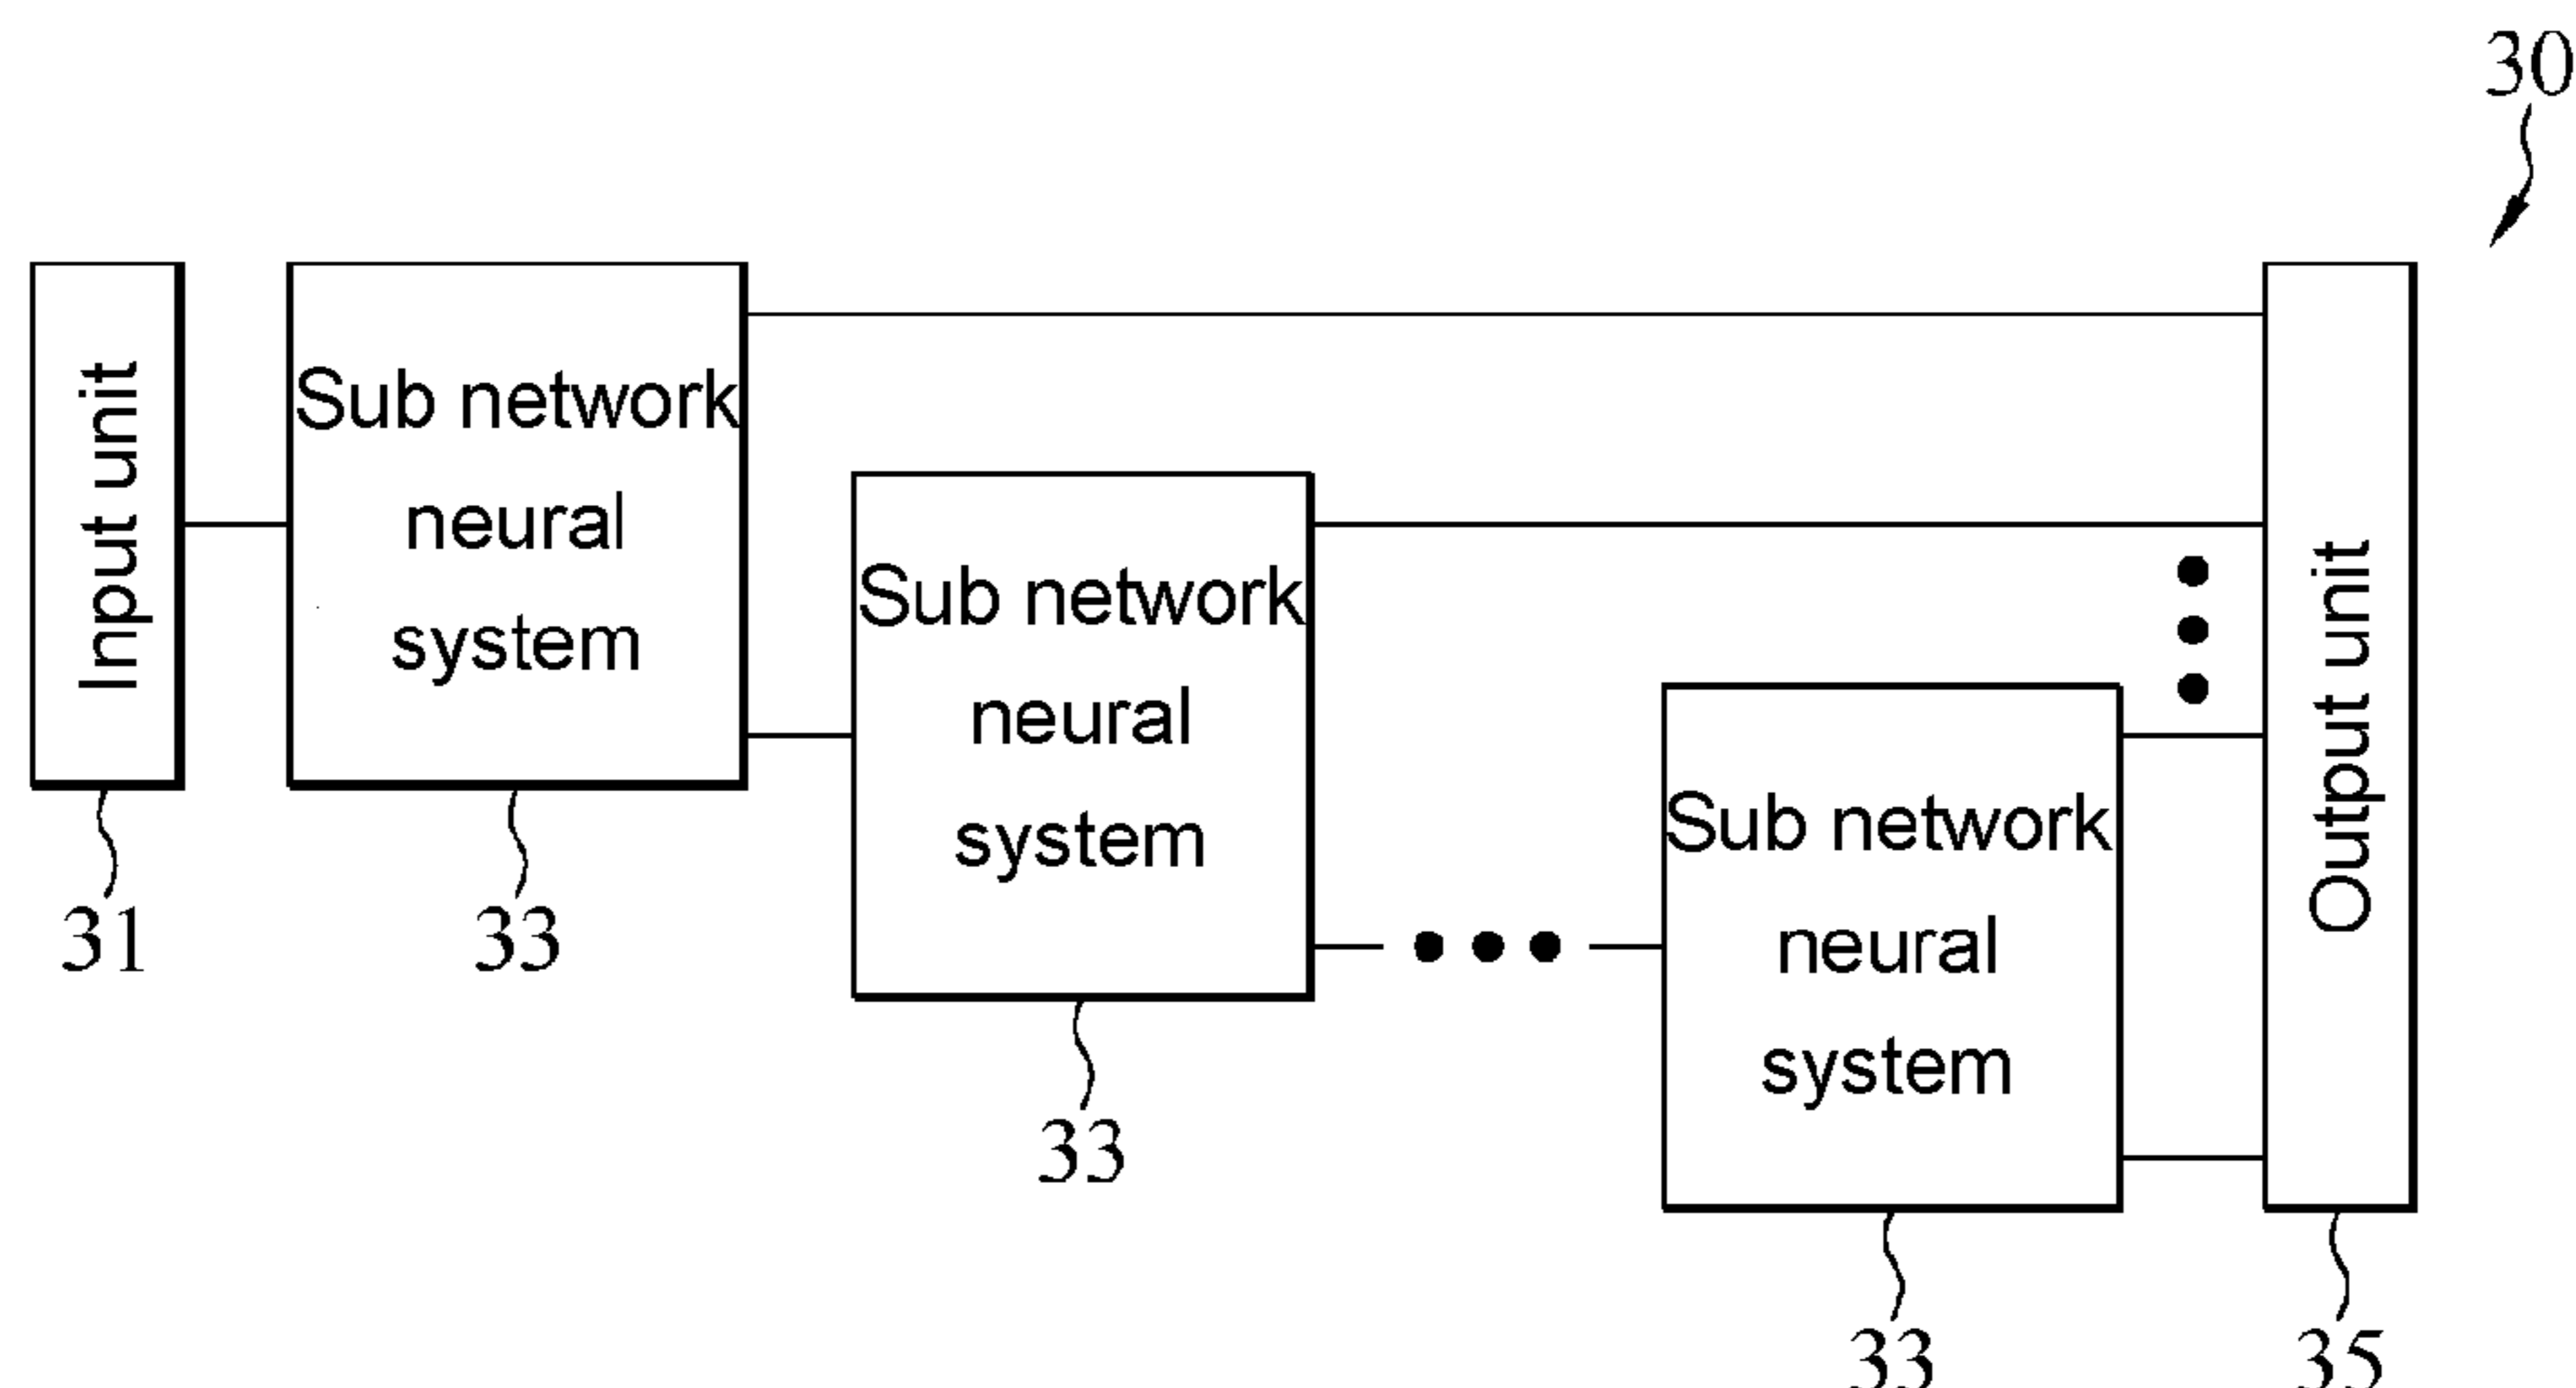 30
Input unit
Sub network
neural
system
Sub network
neural
system
Sub network
neural
system
Output unit
31
33
33
33
35